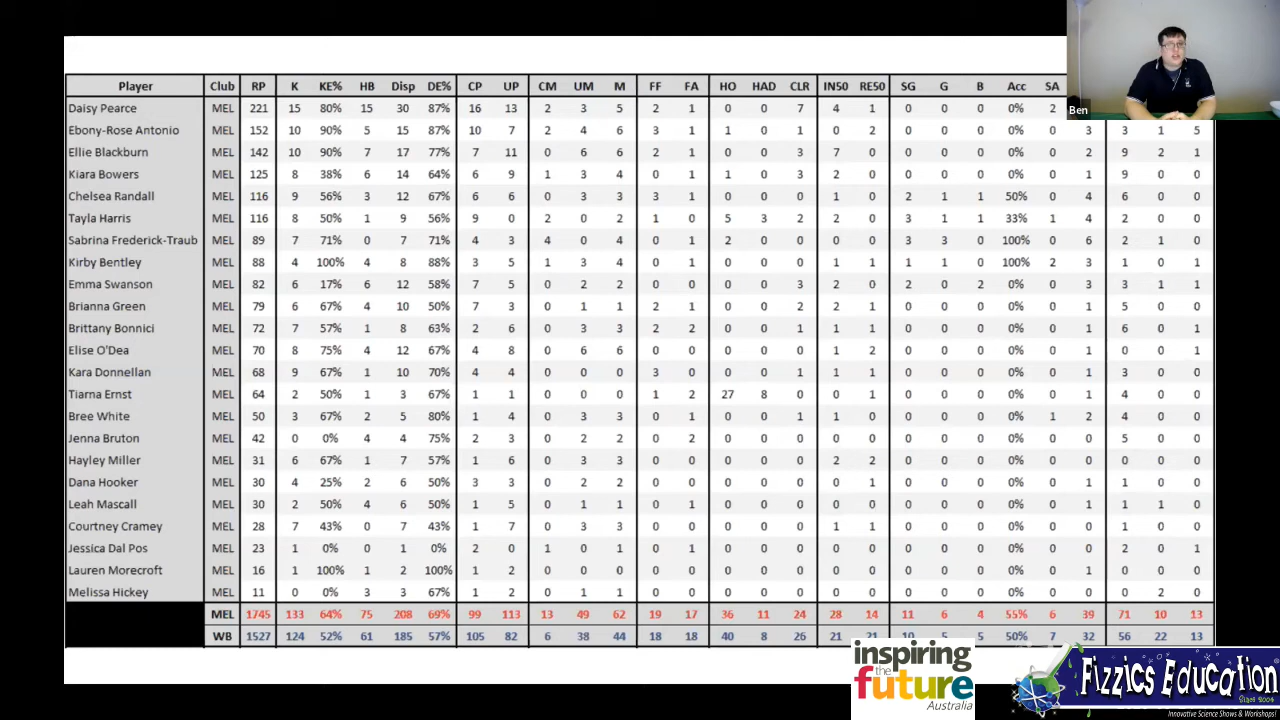 Player Club RP K KE% HB Disp DE% CP UP CM UM M FF FA HO HAD CLR IN50 RE50 SG G B Acc SA
Daisy Pearce MEL 221 15 80% 15 30 87% 16 13 2 3 5 2 1 0 0 7 4 1 0 0 0 0% 2
Ben
Ebony-Rose Antonio MEL 152 10 90% 5 15 87% 10 7 2 4 6 3 1 1 0 1 0 2 0 0 0 0% 0 3 3 1 5
Ellie Blackburn MEL 142 10 90% 7 17 77% 7 11 0 6 6 2 1 0 0 3 7 0 0 0 0 0% 0 2 9 2 1
Kiara Bowers MEL 125 8 38% 6 14 64% 6 9 1 3 4 0 1 1 0 3 2 0 0 0 0 0% 0 1 9 0 0
Chelsea Randall MEL 116 9 56% 3 12 67% 6 6 0 3 3 3 1 0 0 0 1 0 2 1 1 50% 0 4 6 0 0
Tayla Harris MEL 116 8 50% 1 9 56% 9 0 2 0 2 1 0 5 3 2 2 0 3 1 1 33% 1 4 2 0 0
Sabrina Frederick-Traub MEL 89 7 71% 0 7 71% 4 3 4 0 4 0 1 2 0 0 0 0 3 3 0 100% 0 6 2 1 0
Kirby Bentley MEL 88 4 100% 4 8 88% 3 5 1 3 4 0 1 0 0 0 1 1 1 1 0 100% 2 3 1 0 1
Emma Swanson MEL 82 6 17% 6 12 58% 7 5 0 2 2 0 0 0 0 3 2 0 2 0 2 0% 0 3 3 1 1
Brianna Green MEL 79 6 67% 4 10 50% 7 3 0 1 1 2 1 0 0 2 2 1 0 0 0 0% 0 1 5 0 0
Brittany Bonnici MEL 72 7 57% 1 8 63% 2 6 0 3 3 2 2 0 0 1 1 1 0 0 0 0% 0 1 6 0 1
Elise O'Dea MEL 70 8 75% 4 12 67% 4 8 0 6 6 0 0 0 0 0 1 2 0 0 0 0% 0 1 0 0 1
Kara Donnellan MEL 68 9 67% 1 10 70% 4 4 0 0 0 3 0 0 0 1 1 1 0 0 0 0% 0 1 3 0 0
Tiarna Ernst MEL 64 2 50% 1 3 67% 1 1 0 0 0 1 2 27 8 0 0 1 0 0 0 0% 0 1 4 0 0
Bree White MEL 50 3 67% 2 5 80% 1 4 0 3 3 0 1 0 0 1 1 0 0 0 0 0% 1 2 4 0 0
Jenna Bruton MEL 42 0 0% 4 4 75% 2 3 0 2 2 0 2 0 0 0 0 0 0 0 0 0% 0 0 5 0 0
Hayley Miller MEL 31 6 67% 1 7 57% 1 6 0 3 3 0 0 0 0 0 2 2 0 0 0 0% 0 0 0 0 0
Dana Hooker MEL 30 4 25% 2 6 50% 3 3 0 2 2 0 0 0 0 0 0 1 0 0 0 0% 0 1 1 0 0
Leah Mascall MEL 30 2 50% 4 6 50% 1 5 0 1 1 0 1 0 0 0 0 0 0 0 0 0% 0 1 1 1 0
Courtney Cramey MEL 28 7 43% 0 7 43% 1 7 0 3 3 0 0 0 0 0 1 1 0 0 0 0% 0 0 1 0 0
Jessica Dal Pos MEL 23 1 0% 0 1 0% 2 0 1 0 1 0 1 0 0 0 0 0 0 0 0 0% 0 0 2 0 1
Lauren Morecroft MEL 16 1 100% 1 2 100% 1 2 0 0 0 0 0 0 0 0 0 0 0 0 0 0% 0 1 0 0 0
Melissa Hickey MEL 11 0 0% 3 3 67% 1 2 0 1 1 0 0 0 0 0 0 0 0 0 0 0% 0 0 0 2 0
MEL 1745 133 64% 75 208 69% 99 113 13 49 62 19 17 36 11 24 28 14 11 6 4 55% 6 39 71 10 13
WB 1527 124 52% 61 185 57% 105 82 6 38 44 18 18 40 8 26 21 21 10 5 5 50% 7 32 56 22 13
inspiring
the
future
Australia
Fizzics Education
Since 2004
Innovative Science Shows & Workshops!